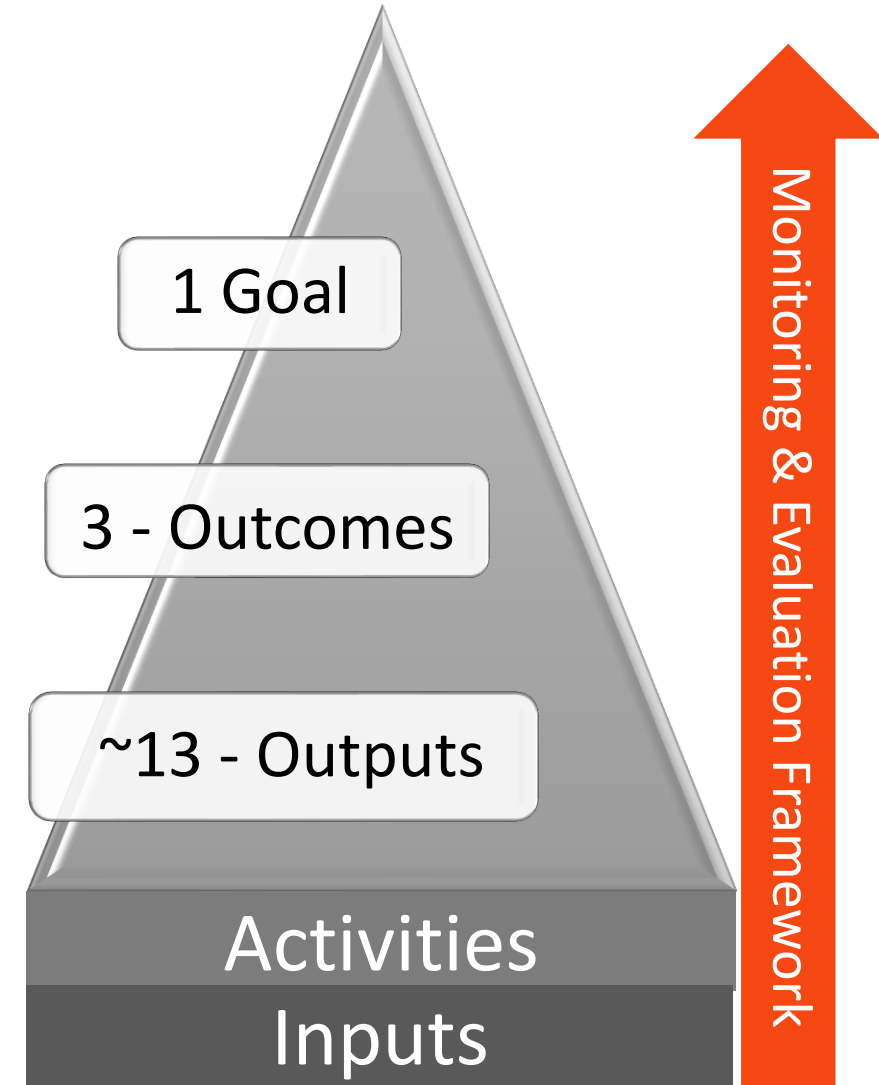 1 Goal
3 - Outcomes
~13 - Outputs
Activities
Inputs
Monitoring & Evaluation Framework